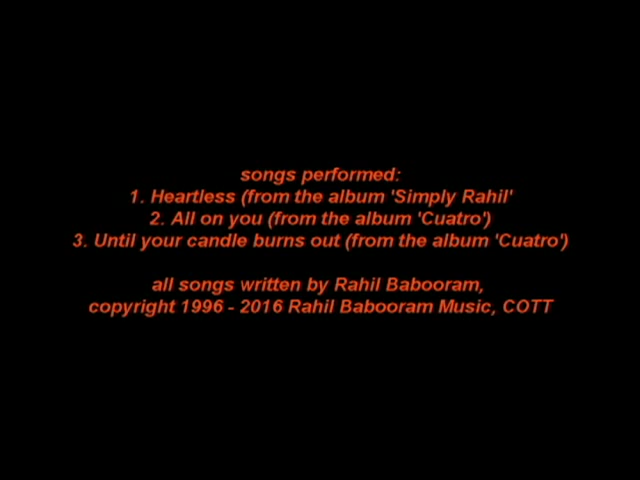 songs performed:
1. Heartless (from the album 'Simply Rahil'
2. All on you (from the album 'Cuatro')
3. Until your candle burns out (from the album 'Cuatro')
all songs written by Rahil Babooram,
copyright 1996 - 2016 Rahil Babooram Music, COTT